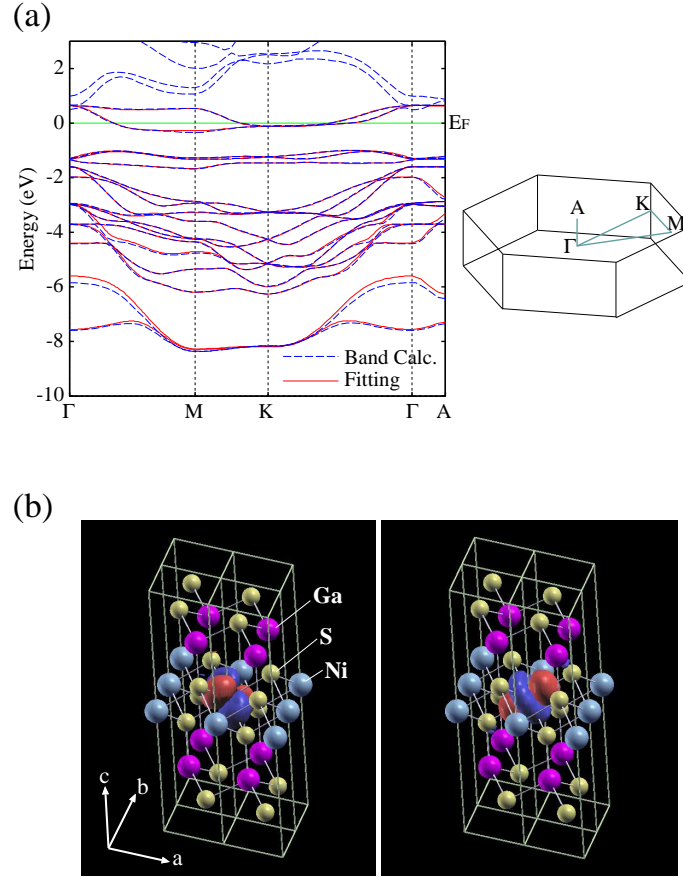 (a)
2
0
-2
-4
-6
-8
-10
Energy (eV)
EF
Band Calc.
Fitting
Γ M K Γ A
A
K
M
Γ
(b)
Ga
S
Ni
c
b
a